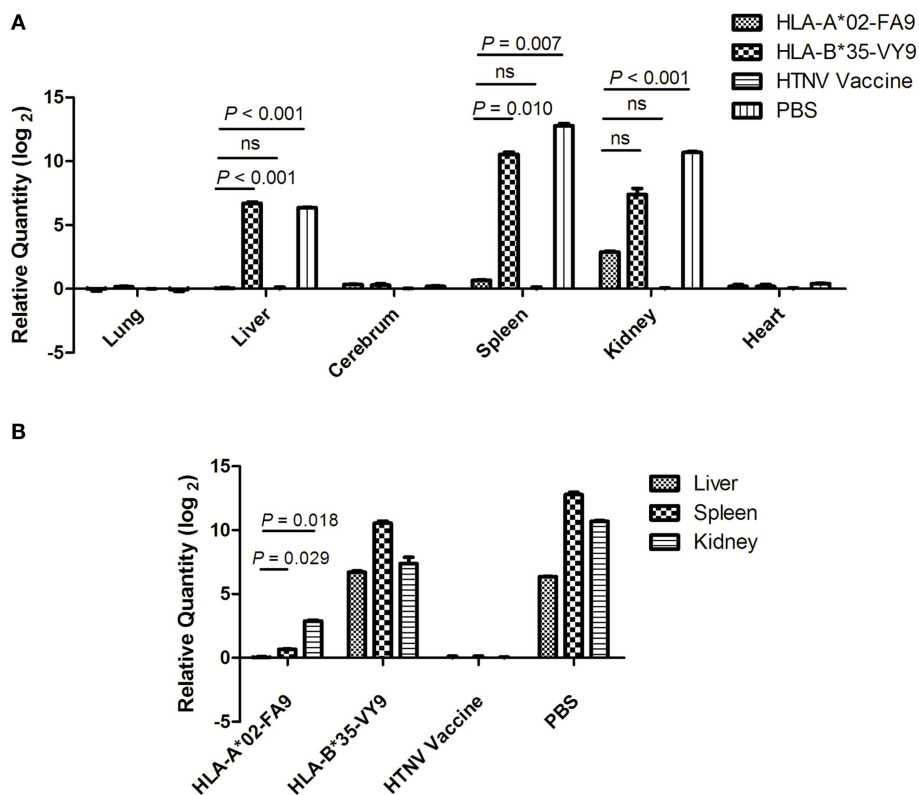 A
HLA-A*02-FA9
HLA-B*35-VY9
HTNV Vaccine
PBS
P = 0.007
ns
P = 0.010
P < 0.001
ns
ns
P < 0.001
ns
P < 0.001
Relative Quantity (log 2)
15
10
5
0
-5
Lung
Liver
Cerebrum
Spleen
Kidney
Heart
B
Liver
Spleen
Kidney
P = 0.018
P = 0.029
Relative Quantity (log 2)
15
10
5
0
-5
HLA-A*02-FA9
HLA-B*35-VY9
HTNV Vaccine
PBS